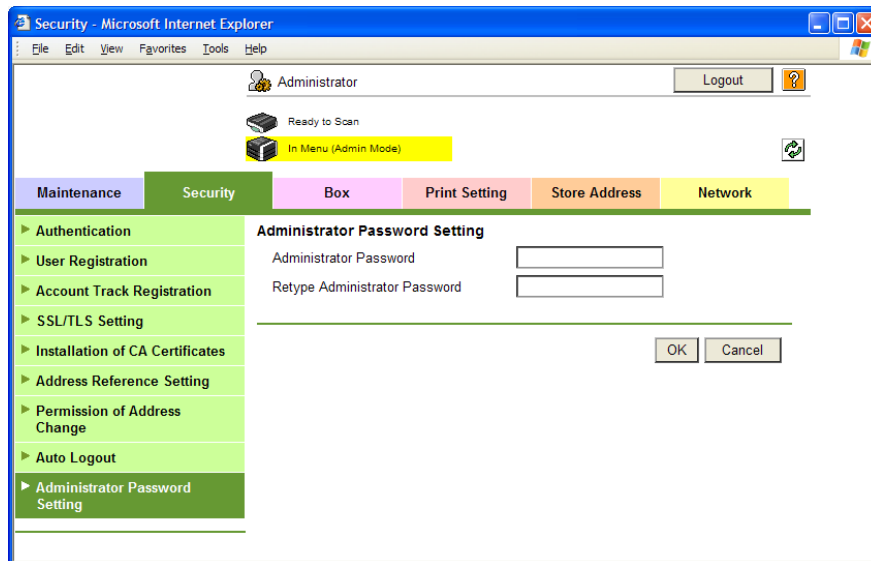 Security - Microsoft Internet Explorer
File Edit View Favorites Tools Help
Administrator
Logout
?
Ready to Scan
In Menu (Admin Mode)
Maintenance Security Box Print Setting Store Address Network
Authentication
User Registration
Account Track Registration
SSL/TLS Setting
Installation of CA Certificates
Address Reference Setting
Permission of Address
Change
Auto Logout
Administrator Password
Setting
Administrator Password Setting
Administrator Password
Retype Administrator Password
OK Cancel